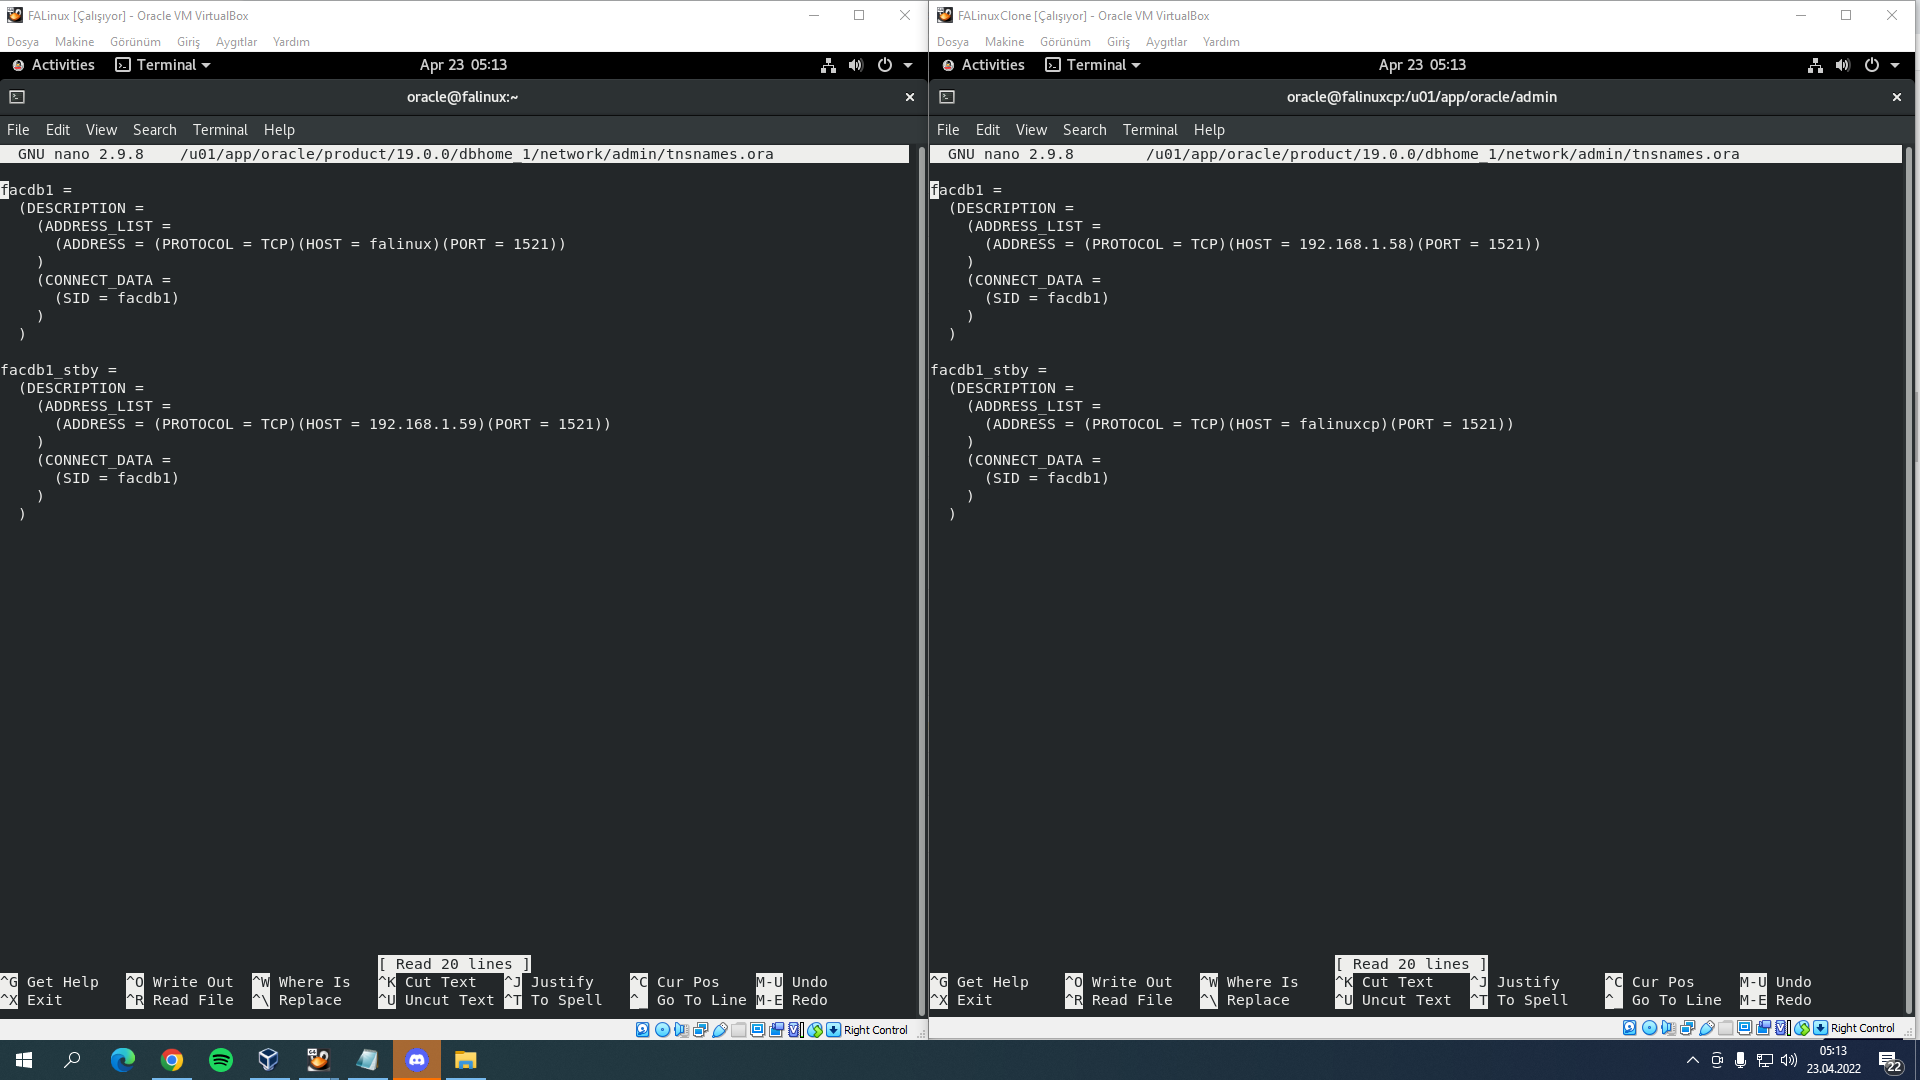 FALinux [Çalışıyor] - Oracle VM VirtualBox
Dosya Makine Görünüm Giriş Aygıtlar Yardım
Activities Terminal Apr 23 05:13
oracle@falinux:~
File Edit View Search Terminal Help
GNU nano 2.9.8 /u01/app/oracle/product/19.0.0/dbhome_1/network/admin/tnsnames.ora
facdb1 =
(DESCRIPTION =
(ADDRESS_LIST =
(ADDRESS = (PROTOCOL = TCP)(HOST = falinux)(PORT = 1521))
)
(CONNECT_DATA =
(SID = facdb1)
)
)
facdb1_stby =
(DESCRIPTION =
(ADDRESS_LIST =
(ADDRESS = (PROTOCOL = TCP)(HOST = 192.168.1.59)(PORT = 1521))
)
(CONNECT_DATA =
(SID = facdb1)
)
)
[ Read 20 lines ]
^G Get Help ^O Write Out ^W Where Is ^K Cut Text ^J Justify ^C Cur Pos M-U Undo
^X Exit ^R Read File ^\ Replace ^U Uncut Text ^T To Spell ^_ Go To Line M-E Redo
Right Control
FALinuxClone [Çalışıyor] - Oracle VM VirtualBox
Dosya Makine Görünüm Giriş Aygıtlar Yardım
Activities Terminal Apr 23 05:13
oracle@falinuxcp:/u01/app/oracle/admin
File Edit View Search Terminal Help
GNU nano 2.9.8 /u01/app/oracle/product/19.0.0/dbhome_1/network/admin/tnsnames.ora
facdb1 =
(DESCRIPTION =
(ADDRESS_LIST =
(ADDRESS = (PROTOCOL = TCP)(HOST = 192.168.1.58)(PORT = 1521))
)
(CONNECT_DATA =
(SID = facdb1)
)
)
facdb1_stby =
(DESCRIPTION =
(ADDRESS_LIST =
(ADDRESS = (PROTOCOL = TCP)(HOST = falinuxcp)(PORT = 1521))
)
(CONNECT_DATA =
(SID = facdb1)
)
)
[ Read 20 lines ]
^G Get Help ^O Write Out ^W Where Is ^K Cut Text ^J Justify ^C Cur Pos M-U Undo
^X Exit ^R Read File ^\ Replace ^U Uncut Text ^T To Spell ^_ Go To Line M-E Redo
Right Control
05:13
23.04.2022
22